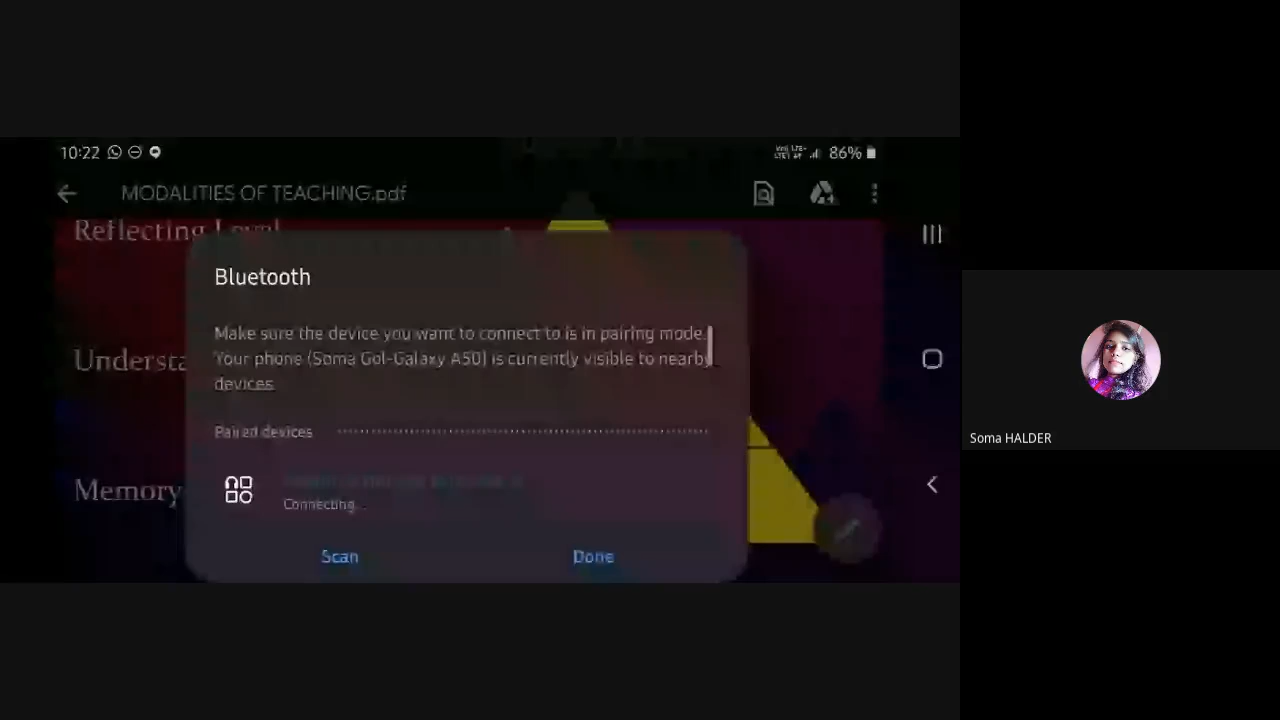 10:22
86%
MODALITIES OF TEACHING.pdf
Reflecting Level
Bluetooth
Make sure the device you want to connect to is in pairing mode.
Your phone (Soma Gol-Galaxy A50) is currently visible to nearby
devices.
Understa
Paired devices
Memory
Connecting...
Scan
Done
Soma HALDER